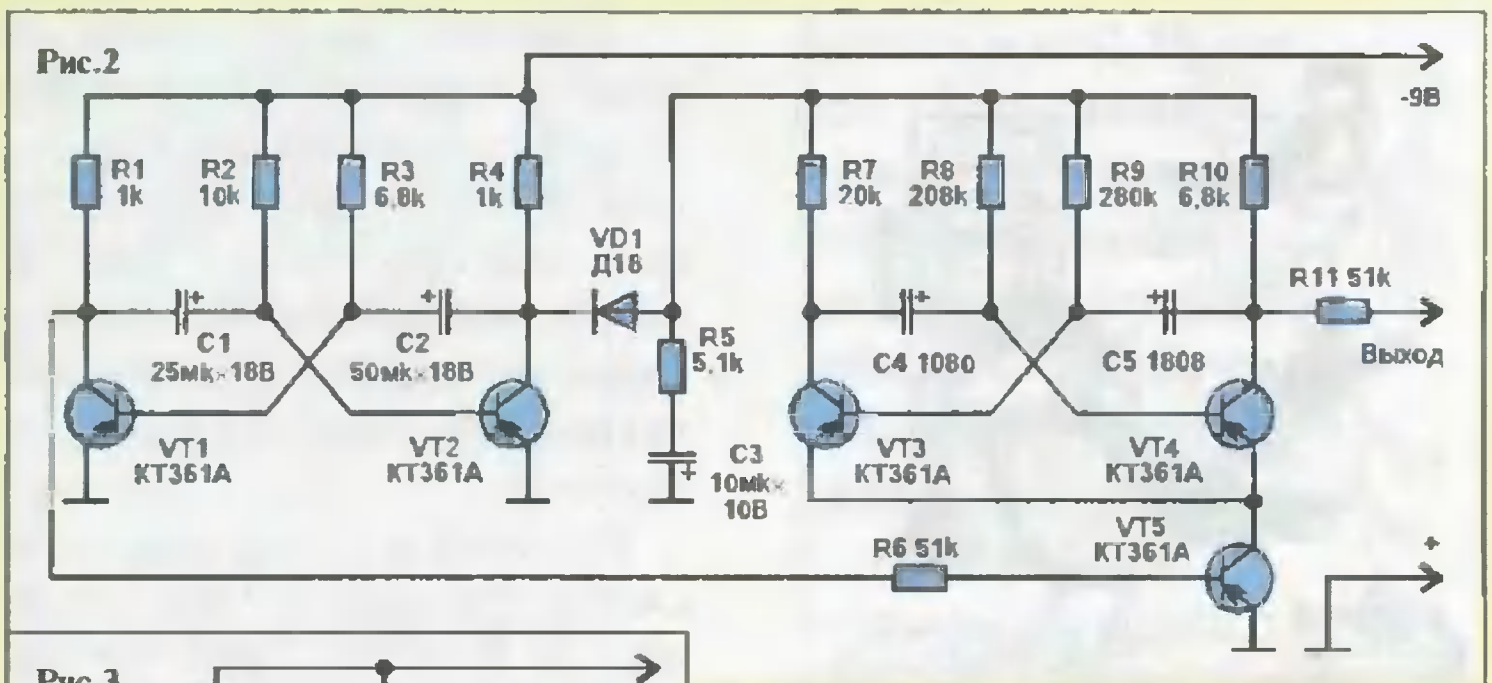 Рис.2
-9В
R1
1k
R2
10k
R3
6,8k
R4
1k
VD1
Д18
R7
20k
R8
208k
R9
280k
R10
6,8k
R11 51k
Выход
C1
25мк×18В
C2
50мк×18В
R5
5,1k
C4 1080
C5 1808
VT1
КТ361А
VT2
КТ361А
C3
10мк×
10В
VT3
КТ361А
VT4
КТ361А
R6 51k
VT5
КТ361А
+
Рис.3